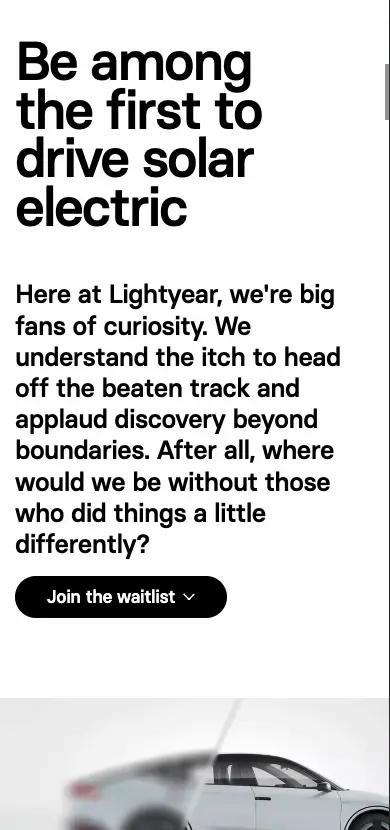 Be among
the first to
drive solar
electric
Here at Lightyear, we're big
fans of curiosity. We
understand the itch to head
off the beaten track and
applaud discovery beyond
boundaries. After all, where
would we be without those
who did things a little
differently?
Join the waitlist